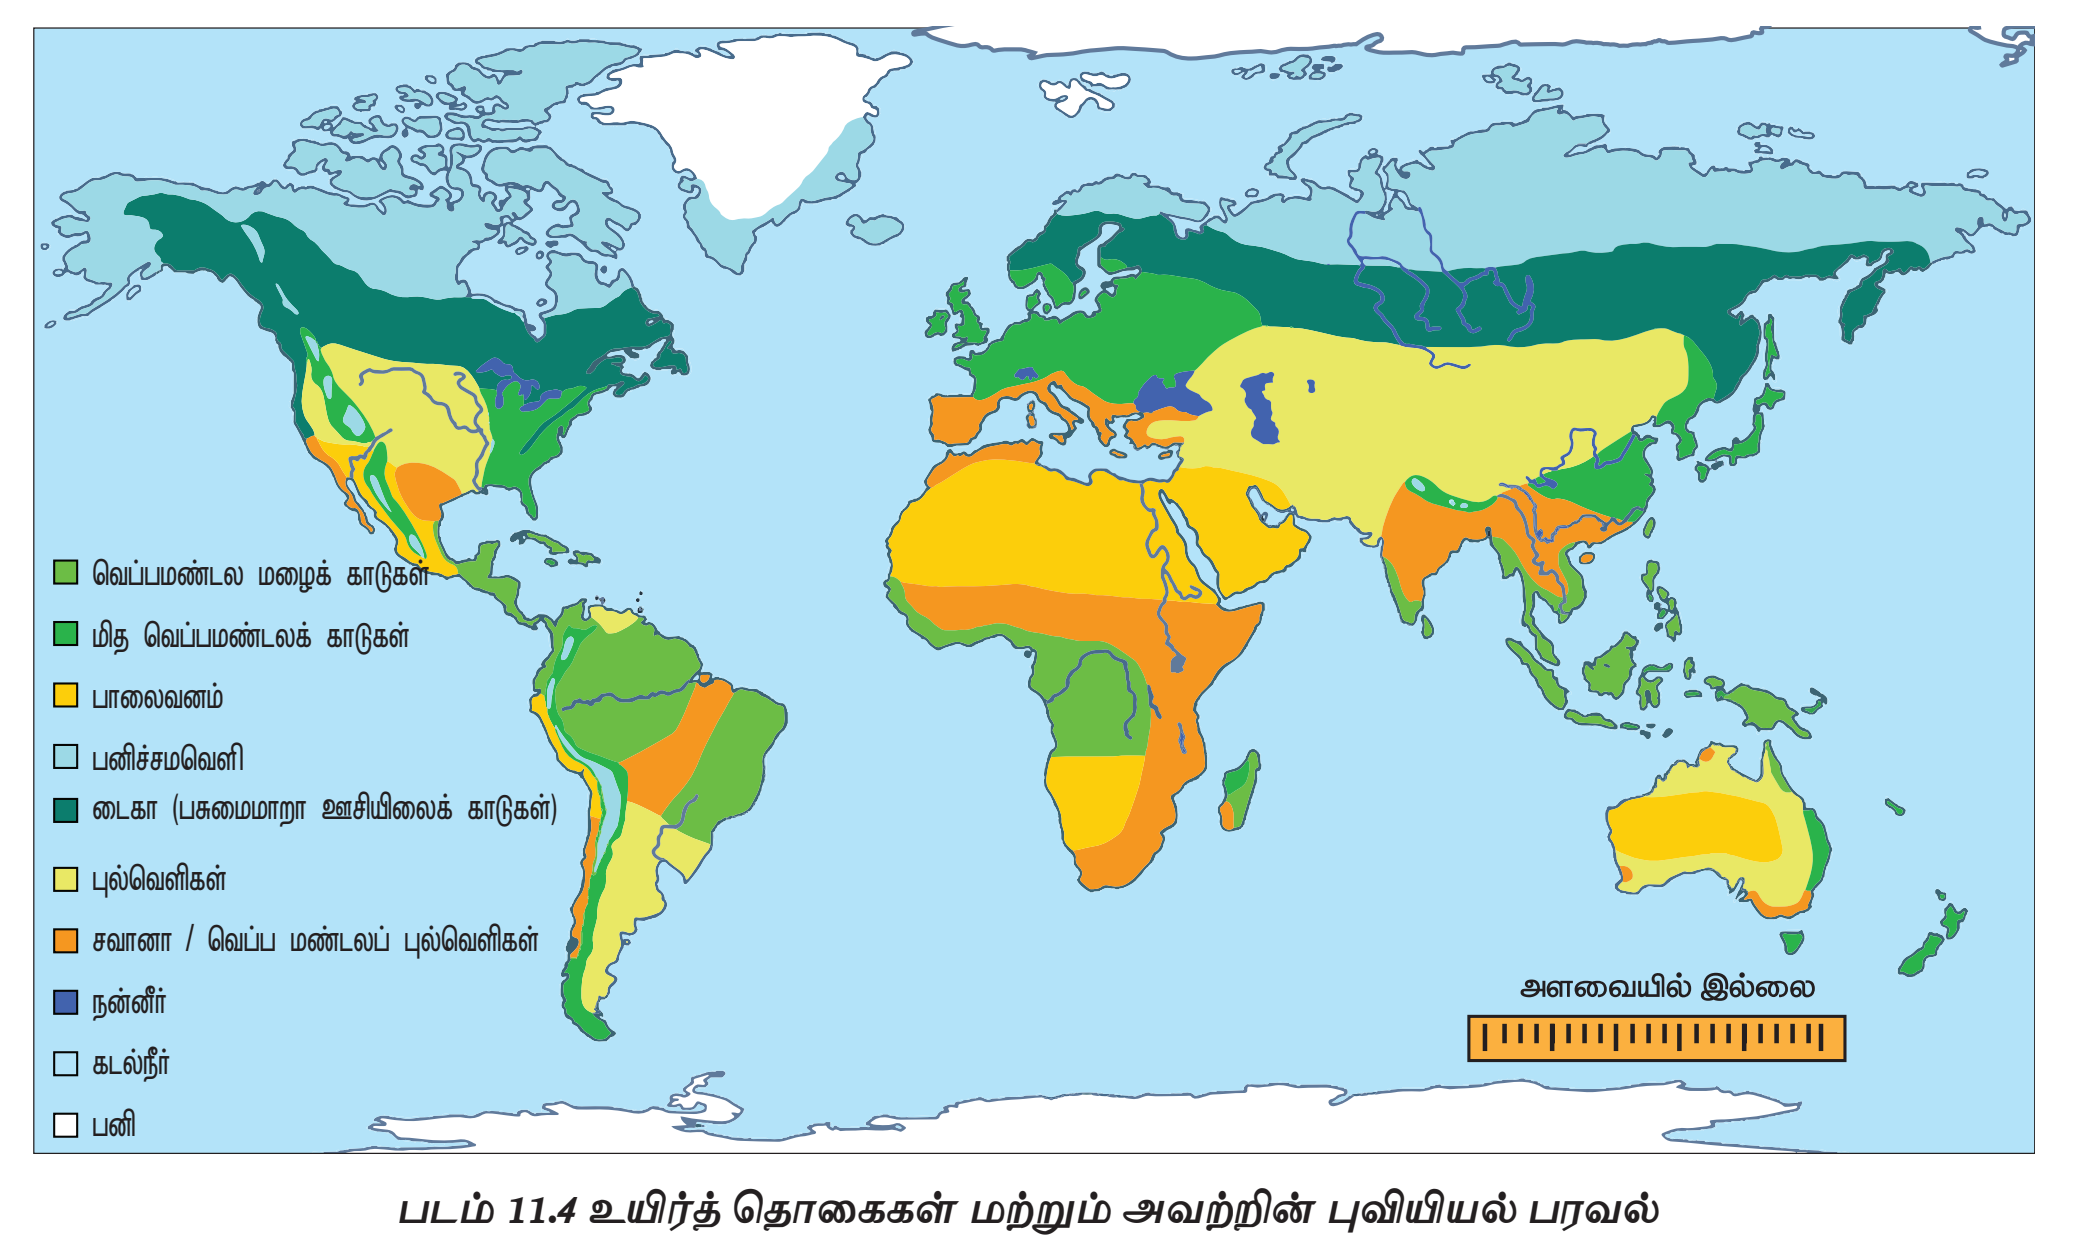 வெப்பமண்டல மழைக் காடுகள்
மித வெப்பமண்டலக் காடுகள்
பாலைவனம்
பனிச்சமவெளி
டைகா (பசுமைமாறா ஊசியிலைக் காடுகள்)
புல்வெளிகள்
சவானா / வெப்ப மண்டலப் புல்வெளிகள்
நன்னீர்
கடல்நீர்
பனி
அளவையில் இல்லை
படம் 11.4 உயிர்த் தொகைகள் மற்றும் அவற்றின் புவியியல் பரவல்